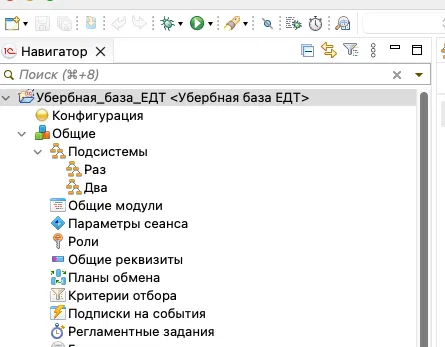 1С Навигатор
Поиск (⌘+8)
Убербная_база_ЕДТ <Убербная база ЕДТ>
Конфигурация
Общие
Подсистемы
Раз
Два
Общие модули
Параметры сеанса
Роли
Общие реквизиты
Планы обмена
Критерии отбора
Подписки на события
Регламентные задания